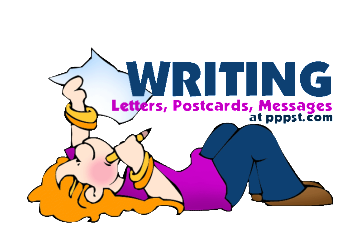 WRITING
Letters, Postcards, Messages
at pppst.com